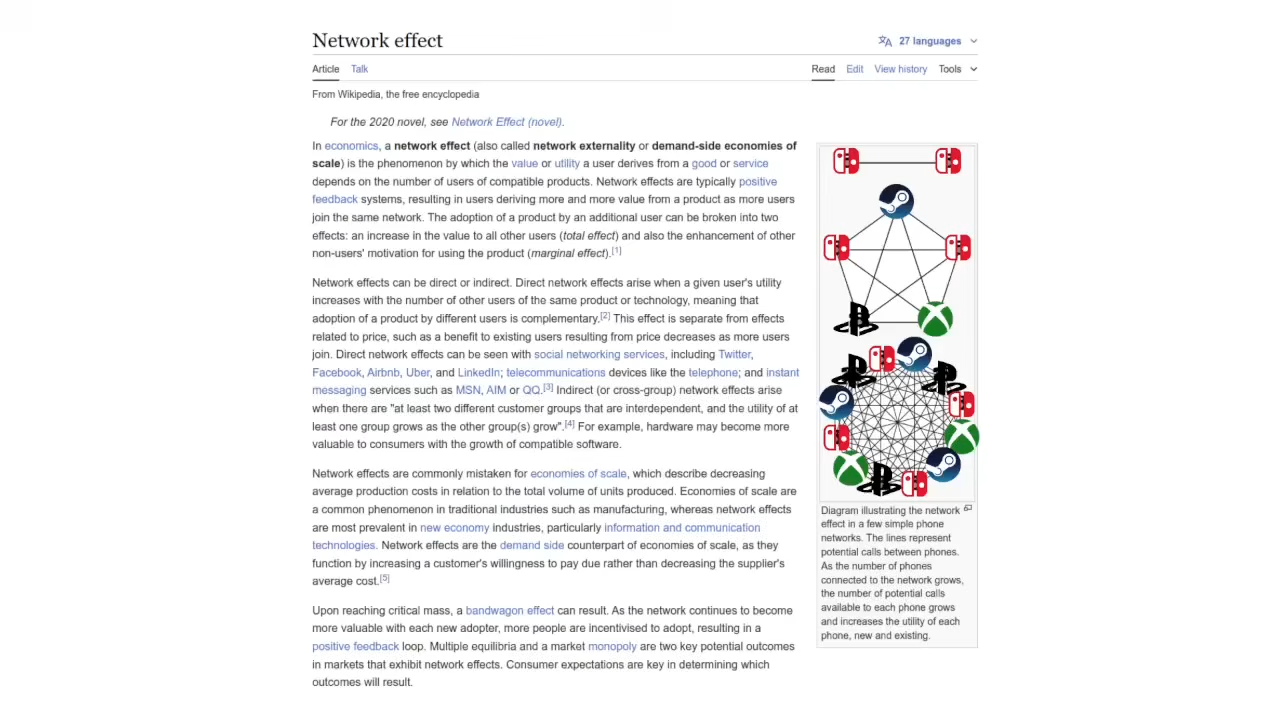 Network effect
27 languages
Article Talk
Read Edit View history Tools
From Wikipedia, the free encyclopedia
For the 2020 novel, see Network Effect (novel).
In economics, a network effect (also called network externality or demand-side economies of
scale) is the phenomenon by which the value or utility a user derives from a good or service
depends on the number of users of compatible products. Network effects are typically positive
feedback systems, resulting in users deriving more and more value from a product as more users
join the same network. The adoption of a product by an additional user can be broken into two
effects: an increase in the value to all other users (total effect) and also the enhancement of other
non-users' motivation for using the product (marginal effect).[1]
Network effects can be direct or indirect. Direct network effects arise when a given user's utility
increases with the number of other users of the same product or technology, meaning that
adoption of a product by different users is complementary.[2] This effect is separate from effects
related to price, such as a benefit to existing users resulting from price decreases as more users
join. Direct network effects can be seen with social networking services, including Twitter,
Facebook, Airbnb, Uber, and LinkedIn; telecommunications devices like the telephone; and instant
messaging services such as MSN, AIM or QQ.[3] Indirect (or cross-group) network effects arise
when there are "at least two different customer groups that are interdependent, and the utility of at
least one group grows as the other group(s) grow".[4] For example, hardware may become more
valuable to consumers with the growth of compatible software.
Network effects are commonly mistaken for economies of scale, which describe decreasing
average production costs in relation to the total volume of units produced. Economies of scale are
a common phenomenon in traditional industries such as manufacturing, whereas network effects
are most prevalent in new economy industries, particularly information and communication
technologies. Network effects are the demand side counterpart of economies of scale, as they
function by increasing a customer's willingness to pay due rather than decreasing the supplier's
average cost.[5]
Upon reaching critical mass, a bandwagon effect can result. As the network continues to become
more valuable with each new adopter, more people are incentivised to adopt, resulting in a
positive feedback loop. Multiple equilibria and a market monopoly are two key potential outcomes
in markets that exhibit network effects. Consumer expectations are key in determining which
outcomes will result.
Diagram illustrating the network
effect in a few simple phone
networks. The lines represent
potential calls between phones.
As the number of phones
connected to the network grows,
the number of potential calls
available to each phone grows
and increases the utility of each
phone, new and existing.